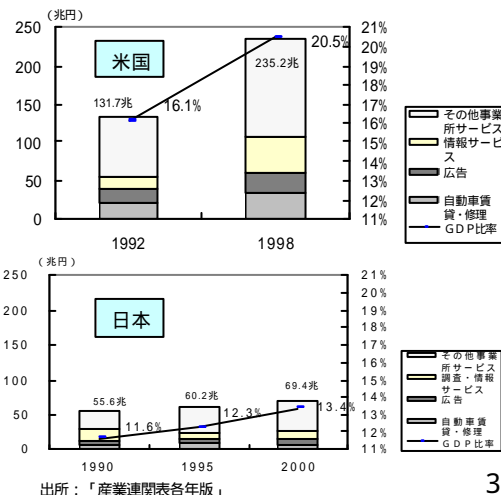 （兆円）
250
200
150
100
50
0
米国
131.7兆
16.1%
235.2兆
20.5%
21%
20%
19%
18%
17%
16%
15%
14%
13%
12%
11%
1992
1998
その他事業
所サービス
情報サービ
ス
広告
自動車賃
貸・修理
ＧＤＰ比率
（兆円）
250
200
150
100
50
0
日本
55.6兆
11.6%
60.2兆
12.3%
69.4兆
13.4%
21%
20%
19%
18%
17%
16%
15%
14%
13%
12%
11%
1990
1995
2000
その他事業
所サービス
調査・情報
サービス
広告
自動車賃
貸・修理
ＧＤＰ比率
出所：「産業連関表各年版」
3